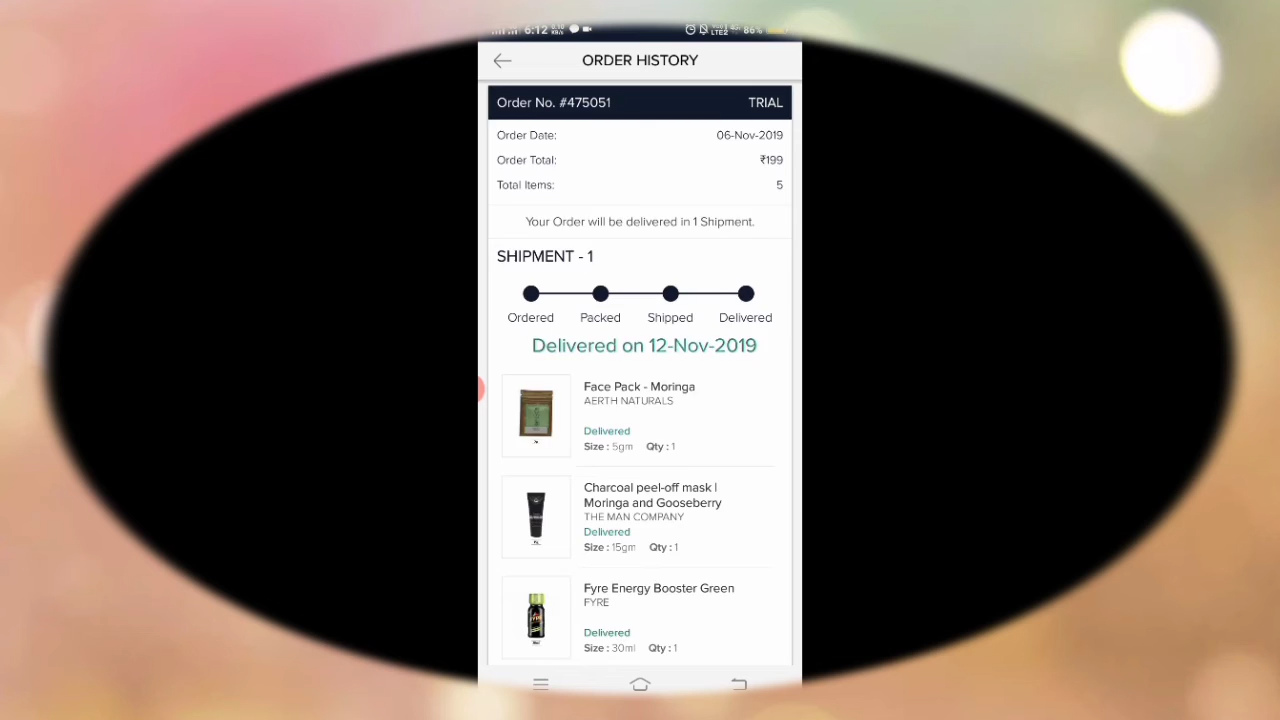 6:12
ORDER HISTORY
Order No. #475051 TRIAL
Order Date: 06-Nov-2019
Order Total: ₹199
Total Items: 5
Your Order will be delivered in 1 Shipment.
SHIPMENT - 1
Ordered Packed Shipped Delivered
Delivered on 12-Nov-2019
Face Pack - Moringa
AERTH NATURALS
Delivered
Size : 5gm Qty : 1
Charcoal peel-off mask |
Moringa and Gooseberry
THE MAN COMPANY
Delivered
Size : 15gm Qty : 1
Fyre Energy Booster Green
FYRE
Delivered
Size : 30ml Qty : 1